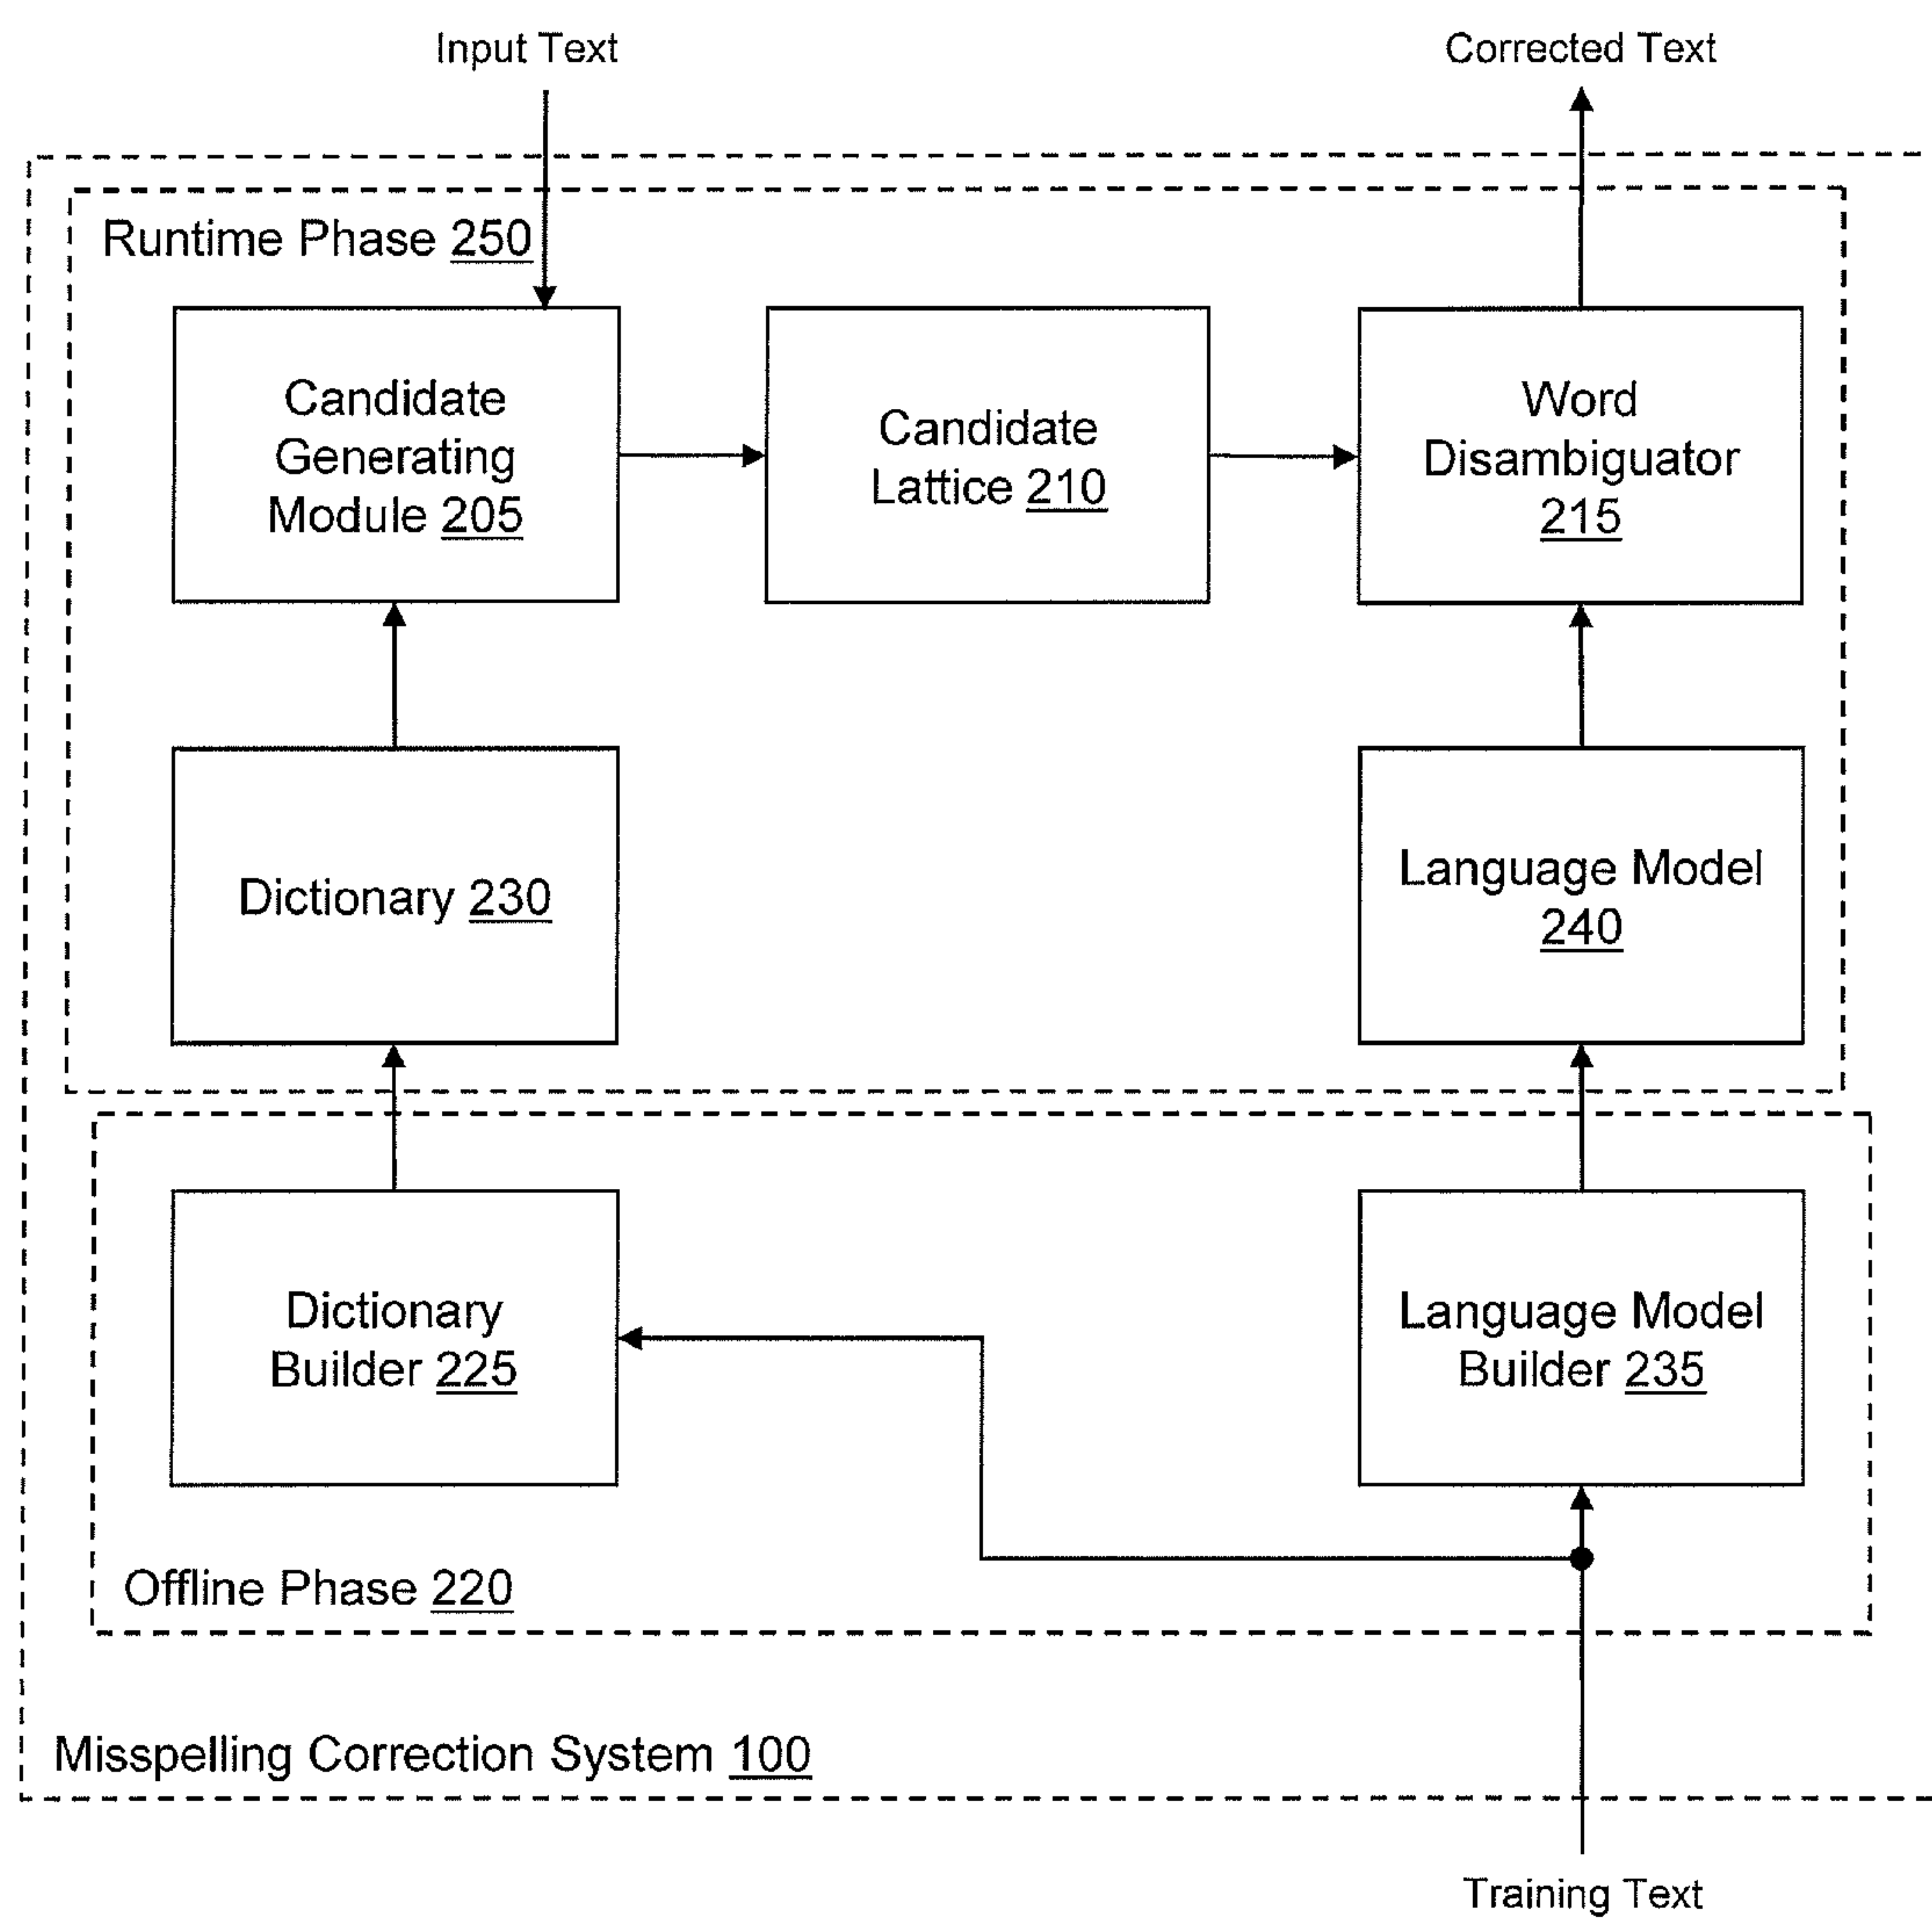 Input Text
Corrected Text
Runtime Phase 250
Candidate
Generating
Module 205
Candidate
Lattice 210
Word
Disambiguator
215
Dictionary 230
Language Model
240
Dictionary
Builder 225
Language Model
Builder 235
Offline Phase 220
Misspelling Correction System 100
Training Text